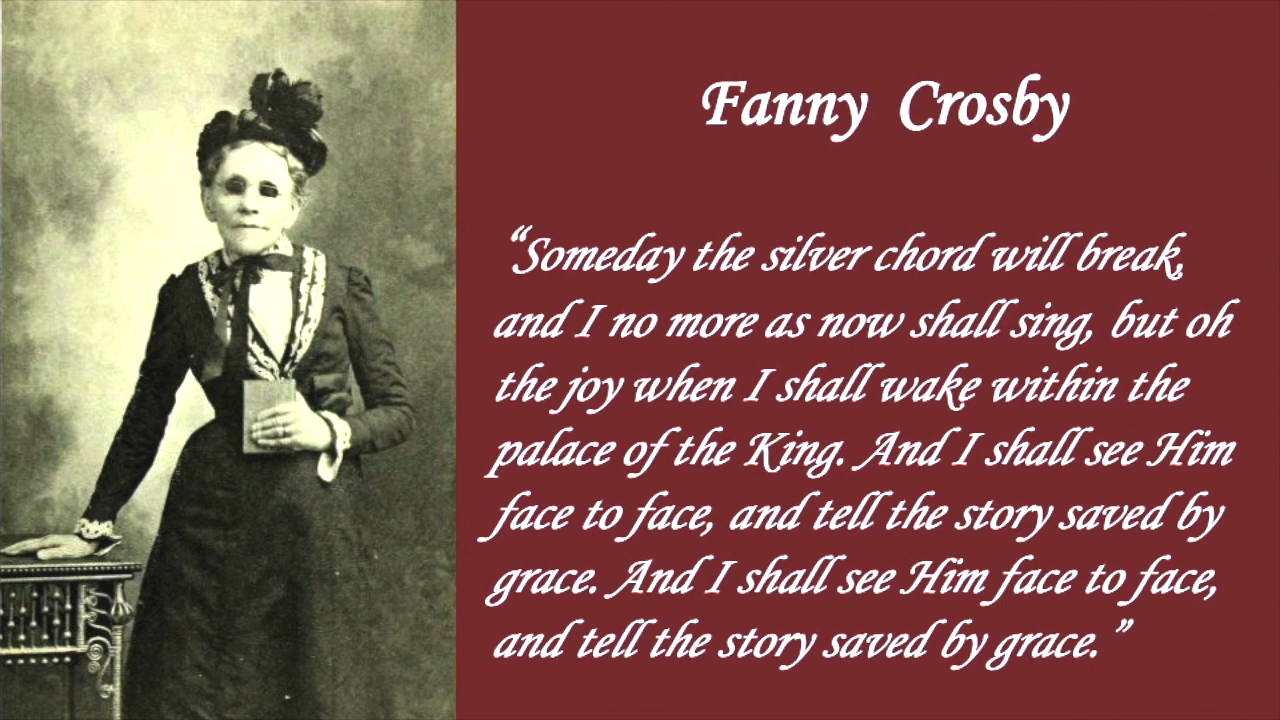 Fanny Crosby
“Someday the silver chord will break,
and I no more as now shall sing, but oh
the joy when I shall wake within the
palace of the King. And I shall see Him
face to face, and tell the story saved by
grace. And I shall see Him face to face,
and tell the story saved by grace.”